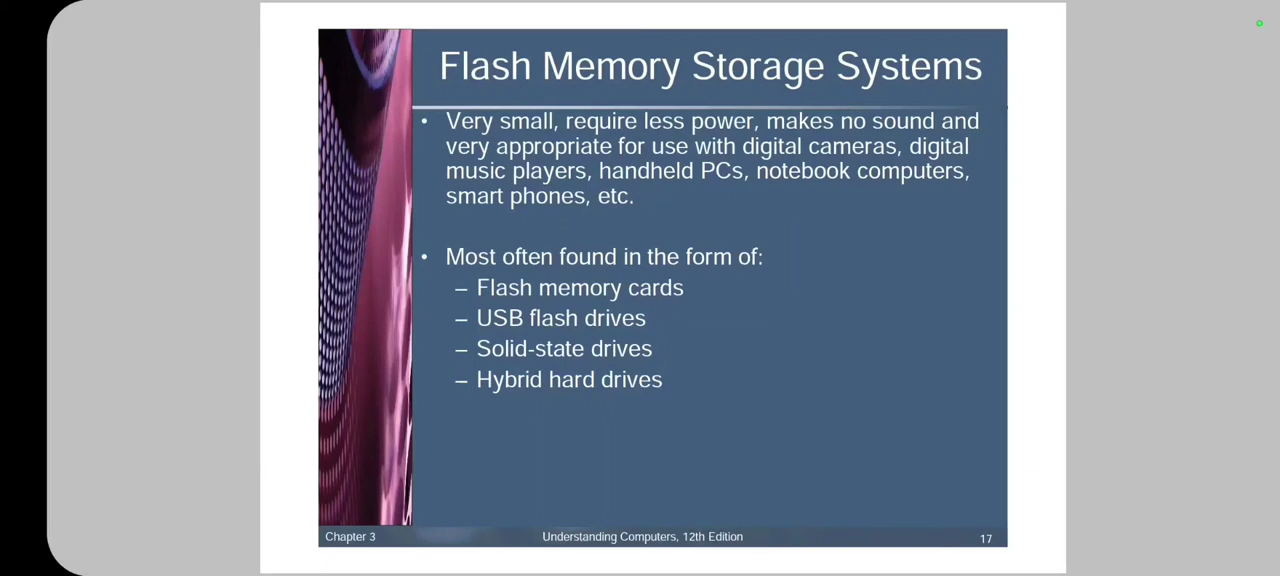 Flash Memory Storage Systems
• Very small, require less power, makes no sound and
very appropriate for use with digital cameras, digital
music players, handheld PCs, notebook computers,
smart phones, etc.
• Most often found in the form of:
– Flash memory cards
– USB flash drives
– Solid-state drives
– Hybrid hard drives
Chapter 3
Understanding Computers, 12th Edition
17